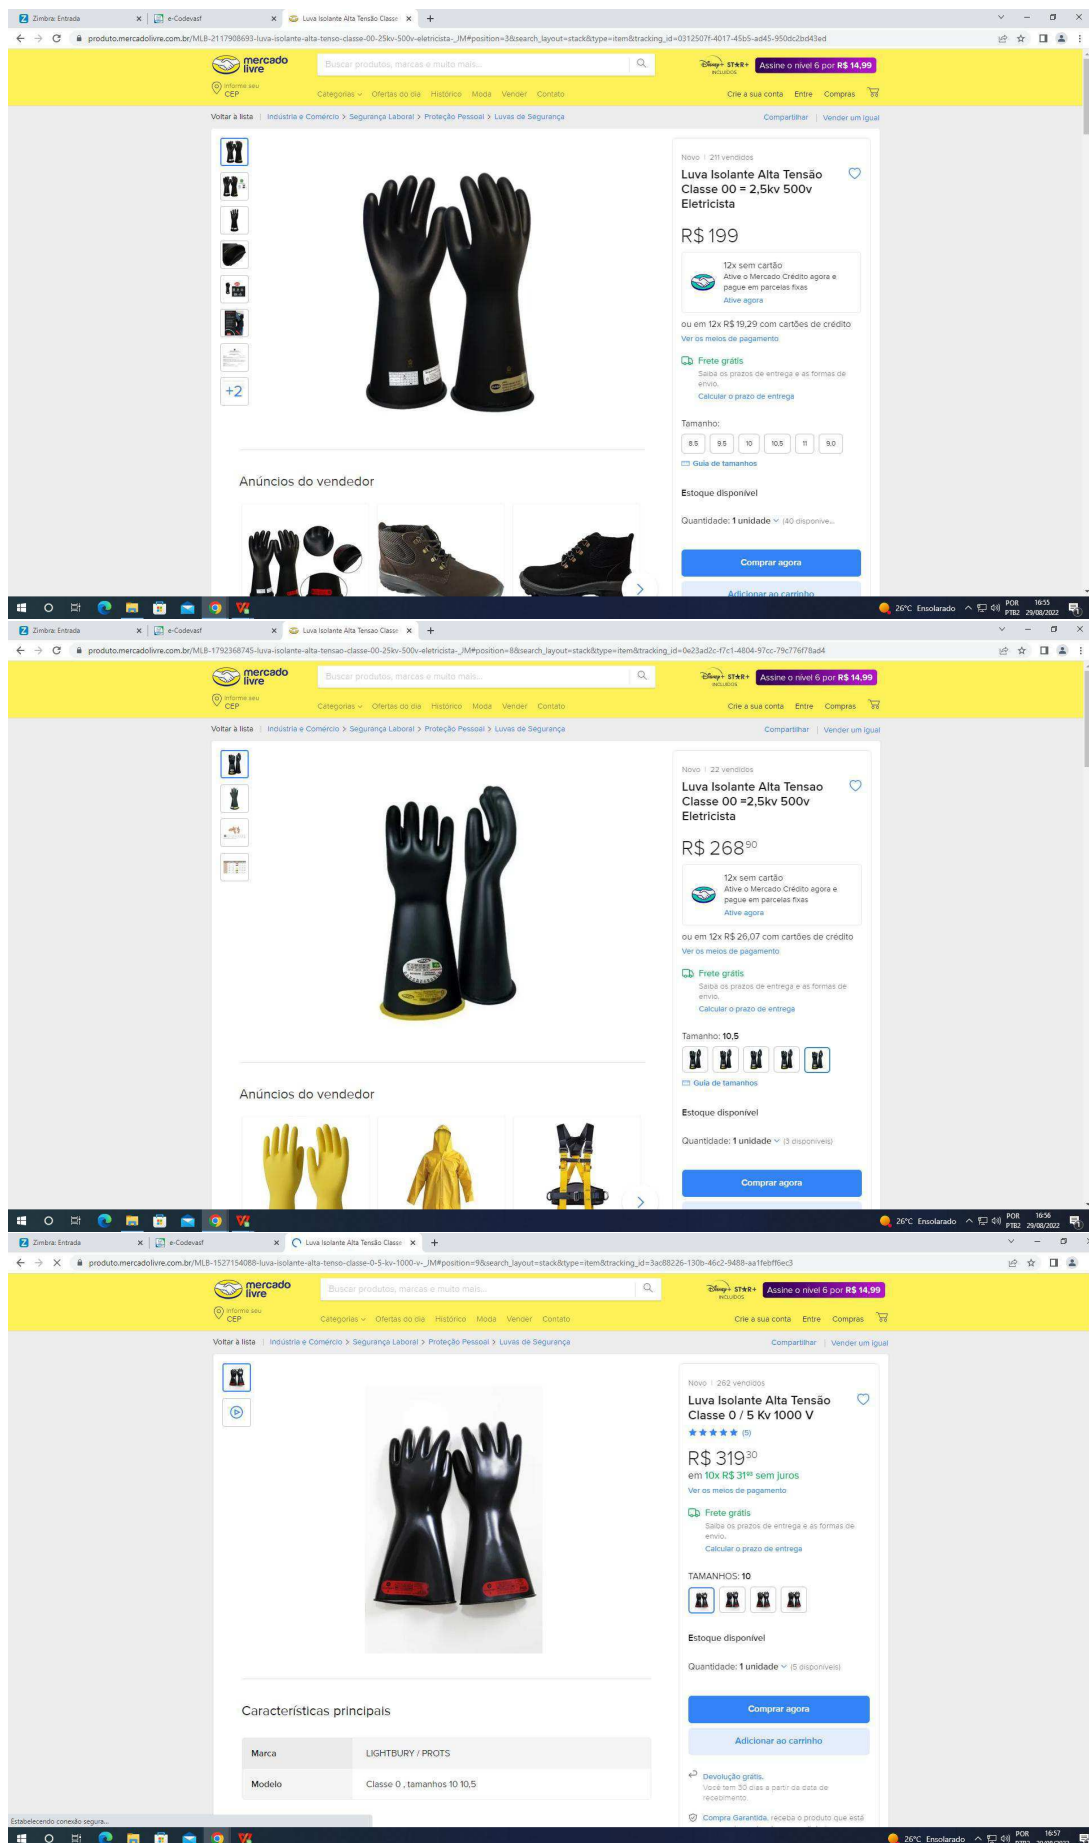 Zimbra: Entrada
e-Codevasf
Luva Isolante Alta Tensão Classe
produto.mercadolivre.com.br/MLB-2117908693-luva-isolante-alta-tenso-classe-00-25kv-500v-eletricista-_JM#position=3&search_layout=stack&type=item&tracking_id=0312507f-4017-45b5-ad45-950dc2bd43ed
mercado livre
Buscar produtos, marcas e muito mais...
Disney+ STAR+ INCLUÍDOS
Assine o nível 6 por R$ 14,99
Informe seu CEP
Categorias Ofertas do dia Histórico Moda Vender Contato
Crie a sua conta Entre Compras
Voltar à lista | Indústria e Comércio > Segurança Laboral > Proteção Pessoal > Luvas de Segurança
Compartilhar | Vender um igual
+2
Novo | 211 vendidos
Luva Isolante Alta Tensão
Classe 00 = 2,5kv 500v
Eletricista
R$ 199
12x sem cartão
Ative o Mercado Crédito agora e
pague em parcelas fixas
Ative agora
ou em 12x R$ 19,29 com cartões de crédito
Ver os meios de pagamento
Frete grátis
Saiba os prazos de entrega e as formas de
envio.
Calcular o prazo de entrega
Tamanho:
8.5 9.5 10 10.5 11 9.0
Guia de tamanhos
Estoque disponível
Quantidade: 1 unidade (40 disponíve...
Comprar agora
Adicionar ao carrinho
Anúncios do vendedor
26°C Ensolarado
POR
PTB2
16:55
29/08/2022
Zimbra: Entrada
e-Codevasf
Luva Isolante Alta Tensao Classe
produto.mercadolivre.com.br/MLB-1792368745-luva-isolante-alta-tensao-classe-00-25kv-500v-eletricista-_JM#position=8&search_layout=stack&type=item&tracking_id=0e23ad2c-f7c1-4804-97cc-79c776f78ad4
mercado livre
Buscar produtos, marcas e muito mais...
Disney+ STAR+ INCLUÍDOS
Assine o nível 6 por R$ 14,99
Informe seu CEP
Categorias Ofertas do dia Histórico Moda Vender Contato
Crie a sua conta Entre Compras
Voltar à lista | Indústria e Comércio > Segurança Laboral > Proteção Pessoal > Luvas de Segurança
Compartilhar | Vender um igual
Novo | 22 vendidos
Luva Isolante Alta Tensao
Classe 00 =2,5kv 500v
Eletricista
R$ 268 90
12x sem cartão
Ative o Mercado Crédito agora e
pague em parcelas fixas
Ative agora
ou em 12x R$ 26,07 com cartões de crédito
Ver os meios de pagamento
Frete grátis
Saiba os prazos de entrega e as formas de
envio.
Calcular o prazo de entrega
Tamanho: 10,5
Guia de tamanhos
Estoque disponível
Quantidade: 1 unidade (3 disponíveis)
Comprar agora
Anúncios do vendedor
26°C Ensolarado
POR
PTB2
16:56
29/08/2022
Zimbra: Entrada
e-Codevasf
Luva Isolante Alta Tensão Classe
produto.mercadolivre.com.br/MLB-1527154088-luva-isolante-alta-tenso-classe-0-5-kv-1000-v-_JM#position=9&search_layout=stack&type=item&tracking_id=3ac88226-130b-46c2-9488-aa1febff6ec3
mercado livre
Buscar produtos, marcas e muito mais...
Disney+ STAR+ INCLUÍDOS
Assine o nível 6 por R$ 14,99
Informe seu CEP
Categorias Ofertas do dia Histórico Moda Vender Contato
Crie a sua conta Entre Compras
Voltar à lista | Indústria e Comércio > Segurança Laboral > Proteção Pessoal > Luvas de Segurança
Compartilhar | Vender um igual
Novo | 262 vendidos
Luva Isolante Alta Tensão
Classe 0 / 5 Kv 1000 V
(5)
R$ 319 30
em 10x R$ 31 93 sem juros
Ver os meios de pagamento
Frete grátis
Saiba os prazos de entrega e as formas de
envio.
Calcular o prazo de entrega
TAMANHOS: 10
Estoque disponível
Quantidade: 1 unidade (5 disponíveis)
Comprar agora
Adicionar ao carrinho
Devolução grátis.
Você tem 30 dias a partir da data de
recebimento.
Compra Garantida, receba o produto que está
Características principais
Marca LIGHTBURY / PROTS
Modelo Classe 0 , tamanhos 10 10,5
Estabelecendo conexão segura...
26°C Ensolarado
POR
16:57